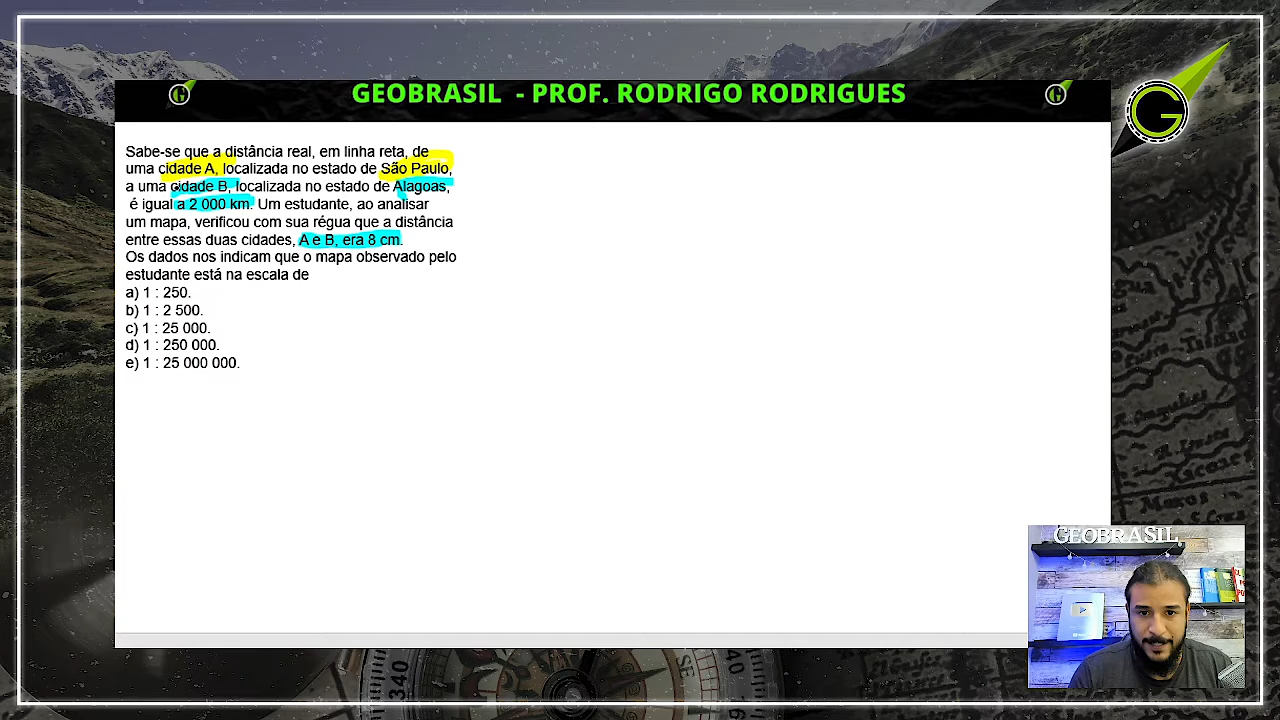 GEOBRASIL - PROF. RODRIGO RODRIGUES
Sabe-se que a distância real, em linha reta, de
uma cidade A, localizada no estado de São Paulo,
a uma cidade B, localizada no estado de Alagoas,
é igual a 2 000 km. Um estudante, ao analisar
um mapa, verificou com sua régua que a distância
entre essas duas cidades, A e B, era 8 cm.
Os dados nos indicam que o mapa observado pelo
estudante está na escala de
a) 1 : 250.
b) 1 : 2 500.
c) 1 : 25 000.
d) 1 : 250 000.
e) 1 : 25 000 000.
GEOBRASIL
340
SE
40